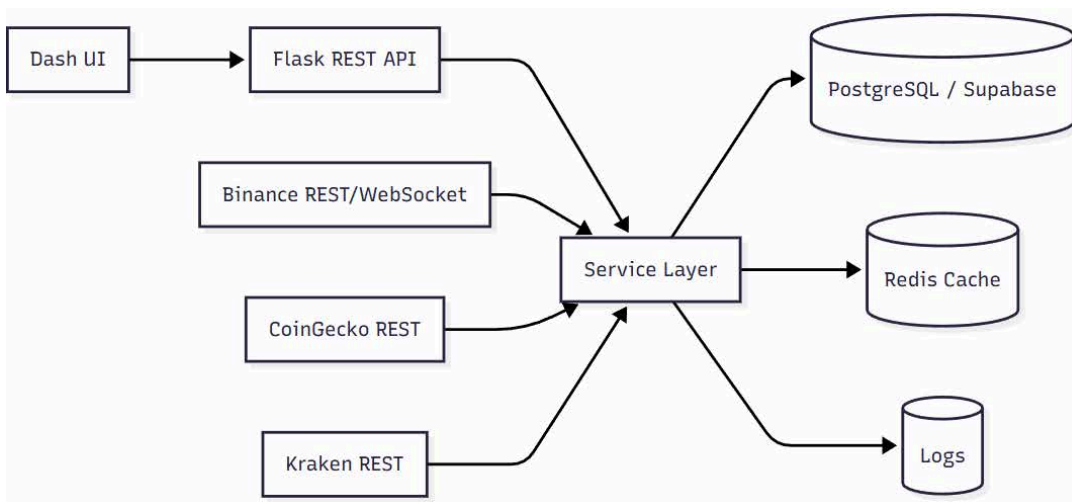 Dash UI
Flask REST API
PostgreSQL / Supabase
Binance REST/WebSocket
Service Layer
Redis Cache
CoinGecko REST
Kraken REST
Logs